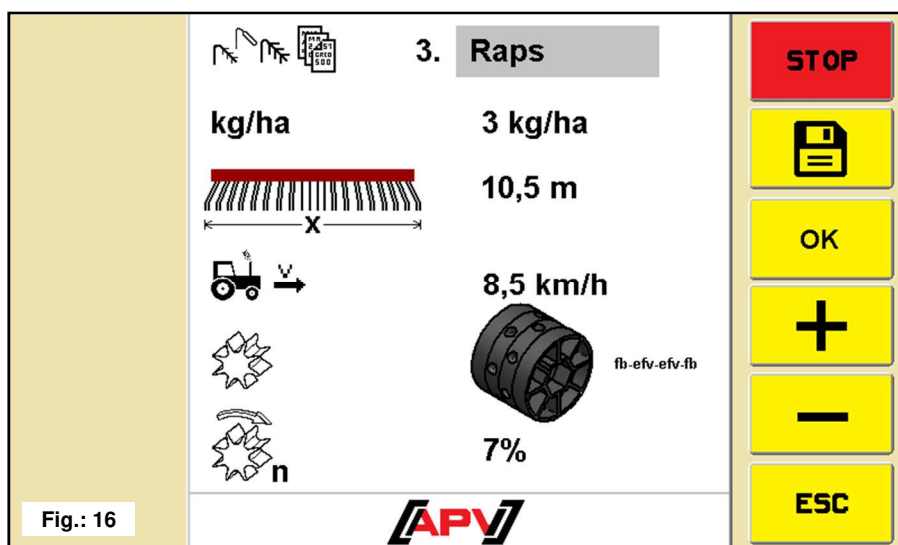 3. Raps
STOP
kg/ha 3 kg/ha
10,5 m
X
OK
V
8,5 km/h
fb-efv-efv-fb
n 7%
ESC
Fig.: 16
APV